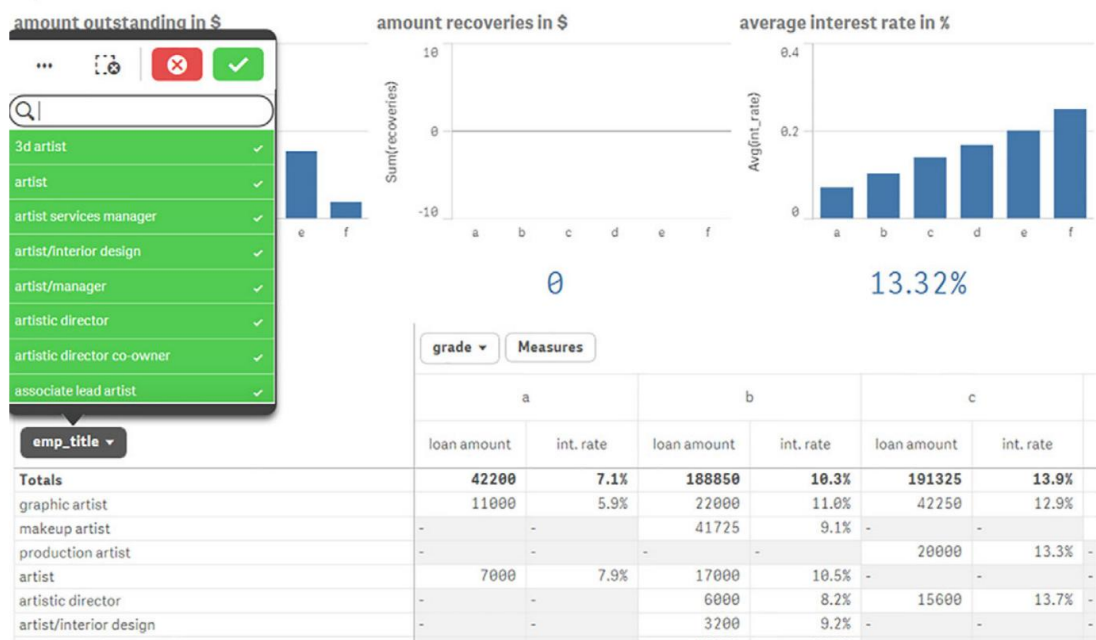 amount outstanding in $
amount recoveries in $
average interest rate in %
3d artist
artist
artist services manager
artist/interior design
artist/manager
artistic director
artistic director co-owner
associate lead artist
e f
Sum(recoveries)
10
0
-10
a b c d e f
0
Avg(int_rate)
0.4
0.2
0
a b c d e f
13.32%
grade Measures
a b c
emp_title loan amount int. rate loan amount int. rate loan amount int. rate
Totals 42200 7.1% 188850 10.3% 191325 13.9%
graphic artist 11000 5.9% 22000 11.0% 42250 12.9%
makeup artist - - 41725 9.1% - -
production artist - - - - 20000 13.3% -
artist 7000 7.9% 17000 10.5% - - -
artistic director - - 6000 8.2% 15600 13.7% -
artist/interior design - - 3200 9.2% - - -